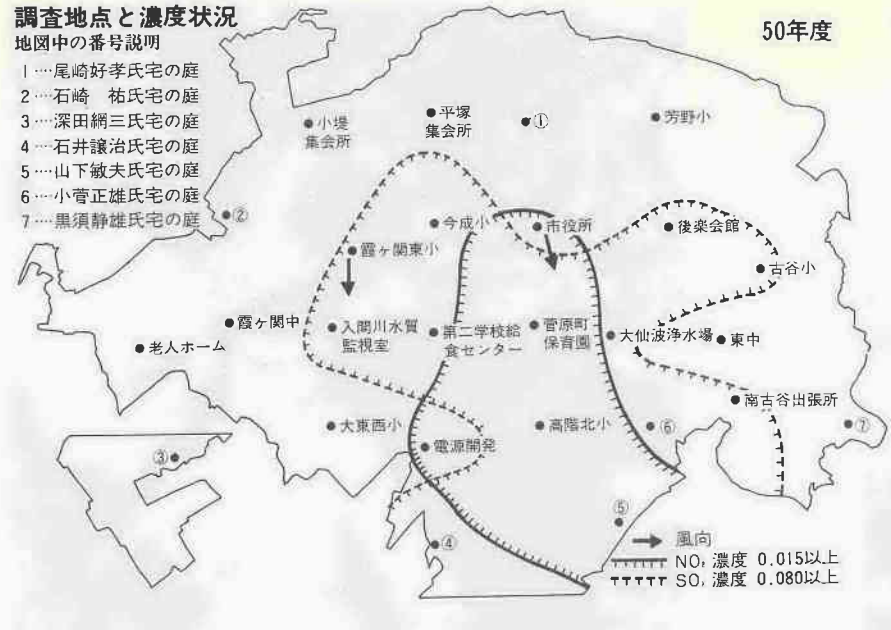 調査地点と濃度状況
地図中の番号説明
1…尾崎好孝氏宅の庭
2…石崎　祐氏宅の庭
3…深田網三氏宅の庭
4…石井譲治氏宅の庭
5…山下敏夫氏宅の庭
6…小菅正雄氏宅の庭
7…黒須静雄氏宅の庭
50年度
小堤
集会所
平塚
集会所
①
芳野小
②
今成小
市役所
後楽会館
霞ヶ関東小
古谷小
霞ヶ関中
入間川水質
監視室
第二学校給
食センター
菅原町
保育園
大仙波浄水場
東中
老人ホーム
南古谷出張所
大東西小
高階北小
⑥
⑦
電源開発
③
⑤
④
風向
NO₂ 濃度 0.015以上
濃度 0.080以上